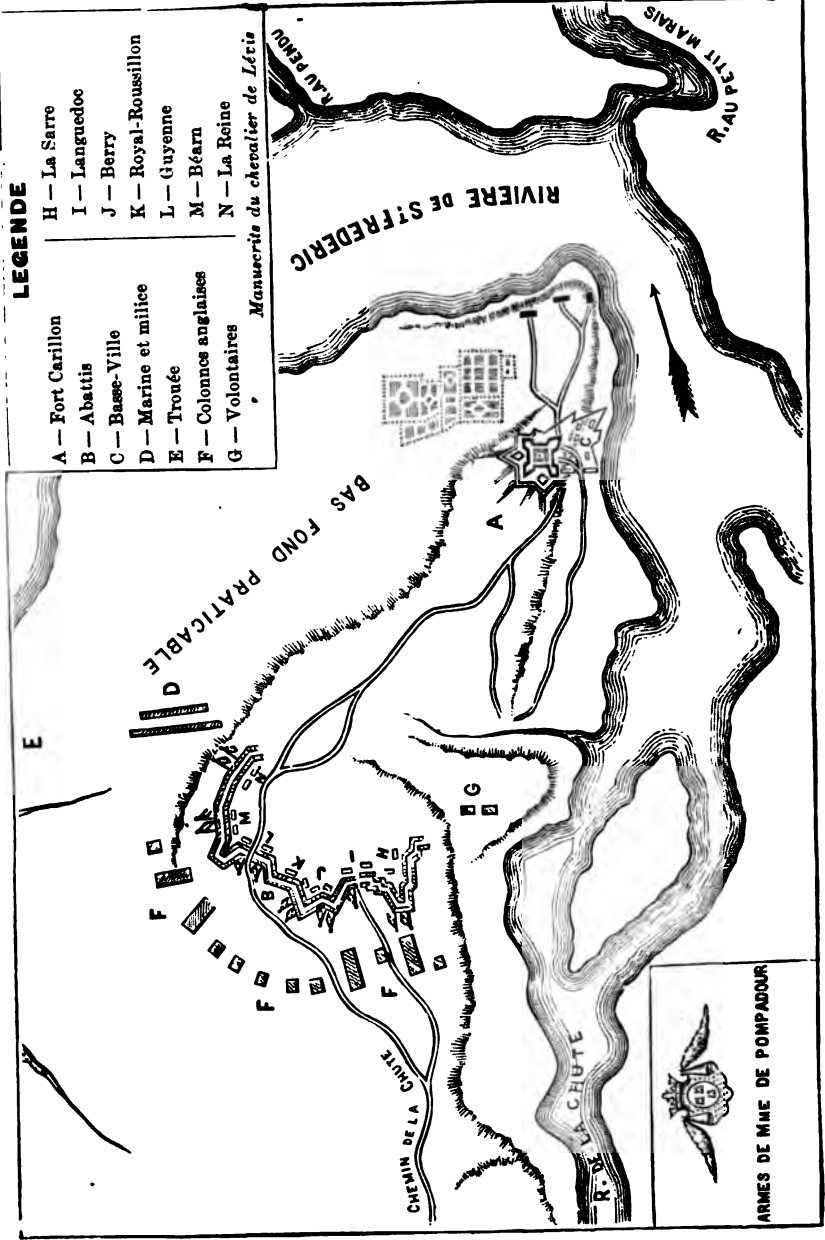 LEGENDE
A — Fort Carillon
B — Abattis
C — Basse-Ville
D — Marine et milice
E — Trouée
F — Colonnes anglaises
G — Volontaires
H — La Sarre
I — Languedoc
J — Berry
K — Royal-Roussillon
L — Guyenne
M — Béarn
N — La Reine
Manuscrits du chevalier de Lévis
R. AU PENDU
R. AU PETIT MARAIS
RIVIERE DE ST FREDERIC
BAS FOND PRATICABLE
E
D
A
C
N
M
L
K
J
I
H
B
G
F
F
F
CHEMIN DE LA CHUTE
R. DE LA CHUTE
ARMES DE MME DE POMPADOUR